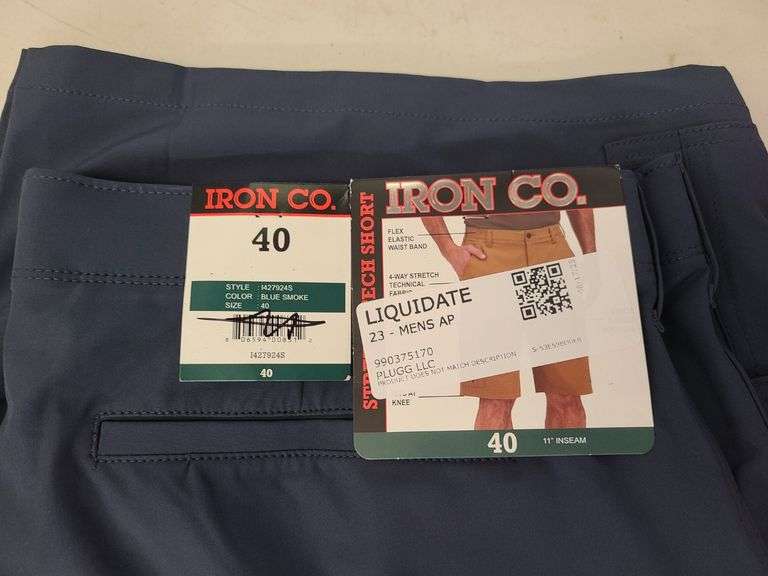 IRON CO.
40
STYLE : I427924S
COLOR : BLUE SMOKE
SIZE : 40
I427924S
40
IRON CO.
TECH SHORT
FLEX
ELASTIC
WAIST BAND
4-WAY STRETCH
TECHNICAL
FABRIC
LIQUIDATE
23 - MENS AP
990375170
PLUGG LLC
PRODUCT DOES NOT MATCH DESCRIPTION
KNEE
40
11" INSEAM